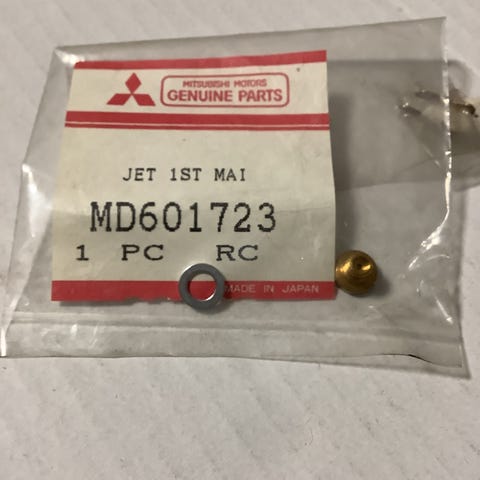 MITSUBISHI MOTORS
GENUINE PARTS
JET 1ST MAI
MD601723
1 PC RC
MADE IN JAPAN